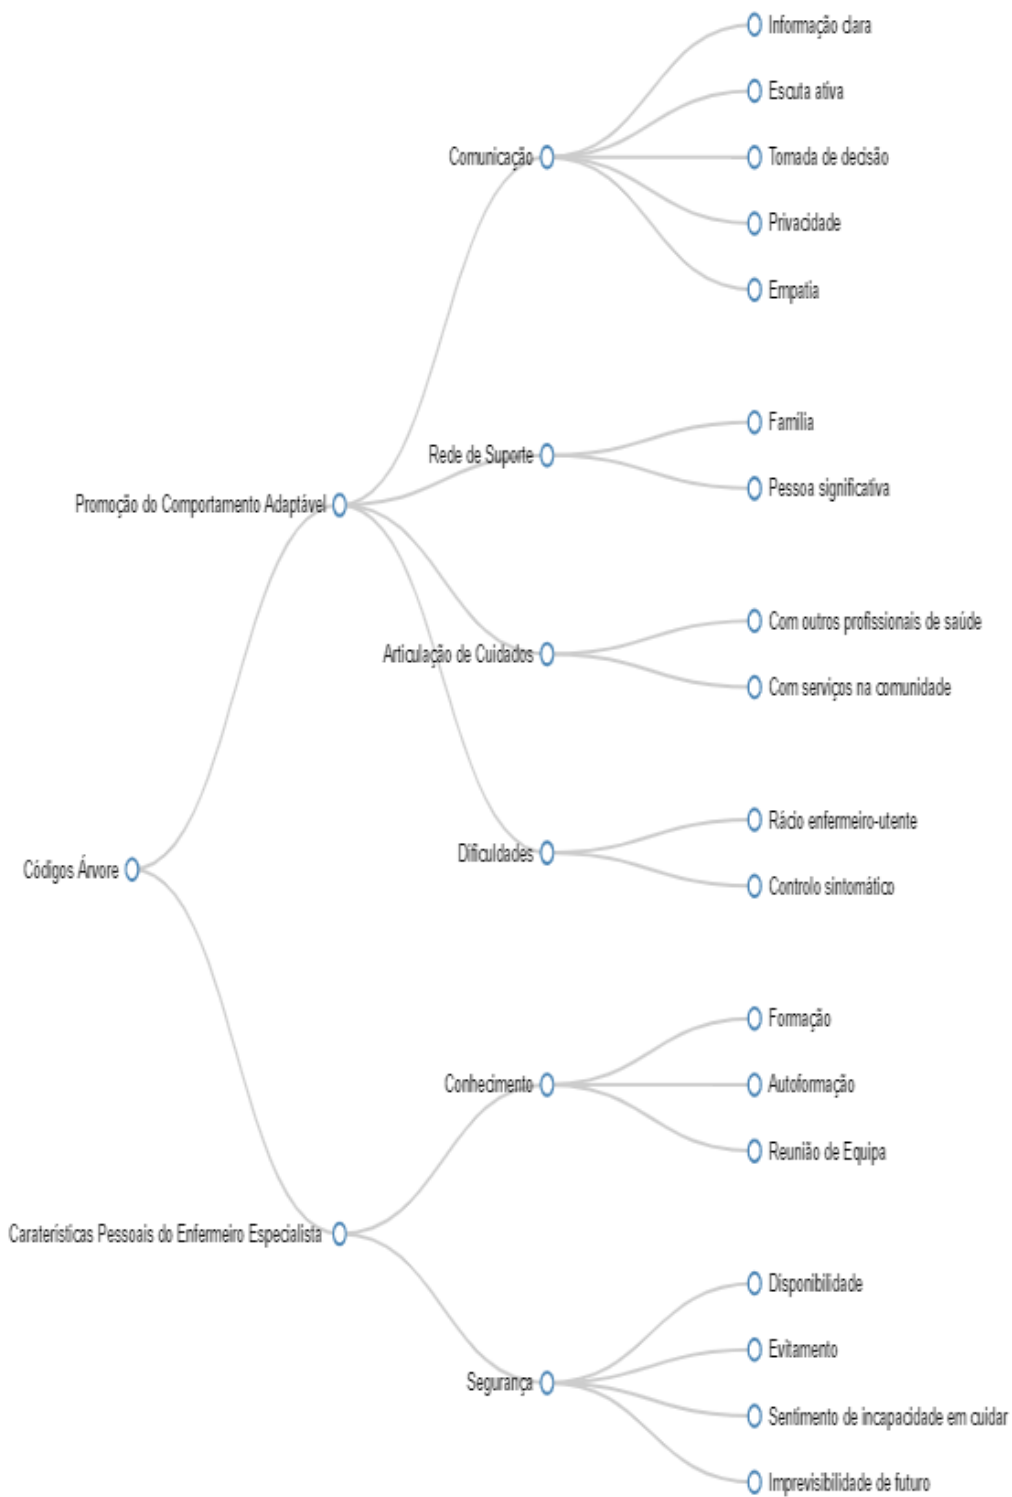 Informação clara
Escuta ativa
Comunicação
Tomada de decisão
Privacidade
Empatia
Família
Rede de Suporte
Pessoa significativa
Promoção do Comportamento Adaptável
Com outros profissionais de saúde
Articulação de Cuidados
Com serviços na comunidade
Rácio enfermeiro-utente
Dificuldades
Códigos Árvore
Controlo sintomático
Formação
Conhecimento
Autoformação
Reunião de Equipa
Caraterísticas Pessoais do Enfermeiro Especialista
Disponibilidade
Evitamento
Segurança
Sentimento de incapacidade em cuidar
Imprevisibilidade de futuro